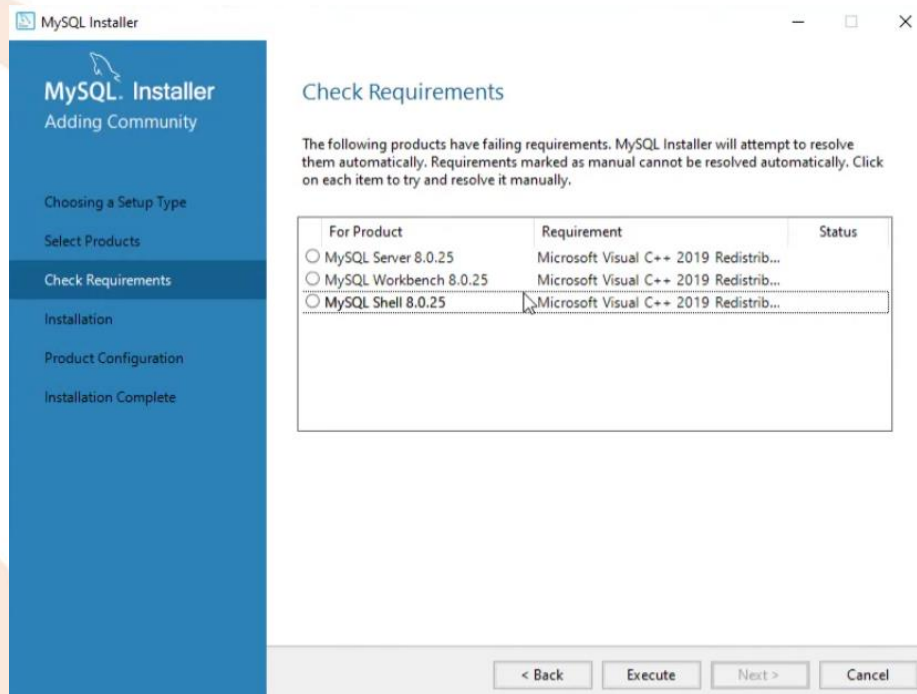 MySQL Installer
MySQL. Installer
Adding Community
Choosing a Setup Type
Select Products
Check Requirements
Installation
Product Configuration
Installation Complete
Check Requirements
The following products have failing requirements. MySQL Installer will attempt to resolve
them automatically. Requirements marked as manual cannot be resolved automatically. Click
on each item to try and resolve it manually.
For Product Requirement Status
MySQL Server 8.0.25 Microsoft Visual C++ 2019 Redistrib...
MySQL Workbench 8.0.25 Microsoft Visual C++ 2019 Redistrib...
MySQL Shell 8.0.25 Microsoft Visual C++ 2019 Redistrib...
< Back Execute Next > Cancel